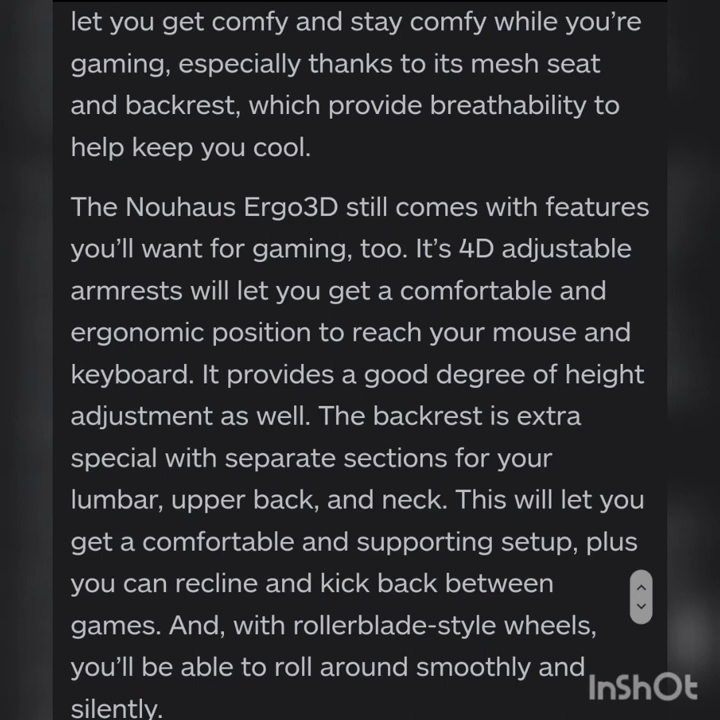 let you get comfy and stay comfy while you’re
gaming, especially thanks to its mesh seat
and backrest, which provide breathability to
help keep you cool.
The Nouhaus Ergo3D still comes with features
you’ll want for gaming, too. It’s 4D adjustable
armrests will let you get a comfortable and
ergonomic position to reach your mouse and
keyboard. It provides a good degree of height
adjustment as well. The backrest is extra
special with separate sections for your
lumbar, upper back, and neck. This will let you
get a comfortable and supporting setup, plus
you can recline and kick back between
games. And, with rollerblade-style wheels,
you’ll be able to roll around smoothly and
silently.
InShOt